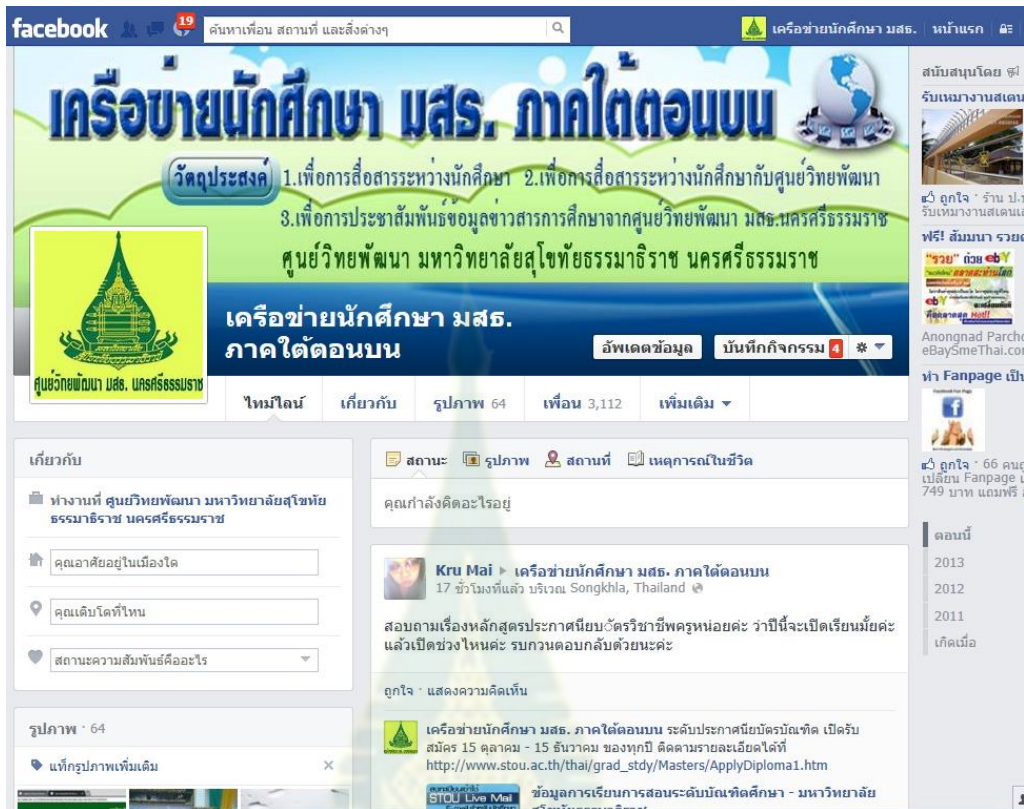 facebook
19
ค้นหาเพื่อน สถานที่ และสิ่งต่างๆ
เครือข่ายนักศึกษา มสธ.
หน้าแรก
เครือข่ายนักศึกษา มสธ. ภาคใต้ตอนบน
วัตถุประสงค์ 1.เพื่อการสื่อสารระหว่างนักศึกษา 2.เพื่อการสื่อสารระหว่างนักศึกษากับศูนย์วิทยพัฒนา
3.เพื่อการประชาสัมพันธ์ข้อมูลข่าวสารการศึกษาจากศูนย์วิทยพัฒนา มสธ.นครศรีธรรมราช
ศูนย์วิทยพัฒนา มหาวิทยาลัยสุโขทัยธรรมาธิราช นครศรีธรรมราช
ศูนย์วิทยพัฒนา มสธ. นครศรีธรรมราช
เครือข่ายนักศึกษา มสธ.
ภาคใต้ตอนบน
อัพเดตข้อมูล
บันทึกกิจกรรม 4
ไทม์ไลน์
เกี่ยวกับ
รูปภาพ 64
เพื่อน 3,112
เพิ่มเติม
เกี่ยวกับ
ทำงานที่ ศูนย์วิทยพัฒนา มหาวิทยาลัยสุโขทัย
ธรรมาธิราช นครศรีธรรมราช
คุณอาศัยอยู่ในเมืองใด
คุณเติบโตที่ไหน
สถานะความสัมพันธ์คืออะไร
รูปภาพ · 64
แท็กรูปภาพเพิ่มเติม
สถานะ
รูปภาพ
สถานที่
เหตุการณ์ในชีวิต
คุณกำลังคิดอะไรอยู่
Kru Mai ▸ เครือข่ายนักศึกษา มสธ. ภาคใต้ตอนบน
17 ชั่วโมงที่แล้ว บริเวณ Songkhla, Thailand
สอบถามเรื่องหลักสูตรประกาศนียบัตรวิชาชีพครูหน่อยค่ะ ว่าปีนี้จะเปิดเรียนมั้ยค่ะ
แล้วเปิดช่วงไหนค่ะ รบกวนตอบกลับด้วยนะค่ะ
ถูกใจ · แสดงความคิดเห็น
เครือข่ายนักศึกษา มสธ. ภาคใต้ตอนบน ระดับประกาศนียบัตรบัณฑิต เปิดรับ
สมัคร 15 ตุลาคม - 15 ธันวาคม ของทุกปี ติดตามรายละเอียดได้ที่
http://www.stou.ac.th/thai/grad_stdy/Masters/ApplyDiploma1.htm
STOU Live Mail
ข้อมูลการเรียนการสอนระดับบัณฑิตศึกษา - มหาวิทยาลัย
สนับสนุนโดย
รับเหมางานสเตน
ถูกใจ · ร้าน
รับเหมางานสเตน
ฟรี! สัมมนา
"รวย" ด้วย ebY
Hot!!
Anongnad
eBaySmeThai.co
ทำ Fanpage
ถูกใจ · 66
เปลี่ยน Fanpage
749 บาท แถมฟรี
ตอนนี้
2013
2012
2011
เกิดเมื่อ